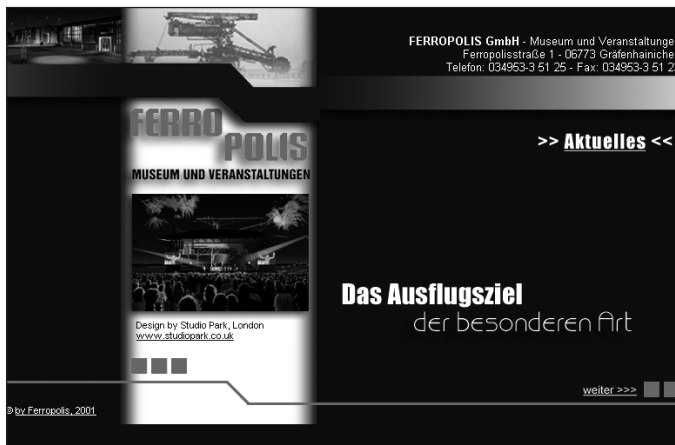 FERROPOLIS GmbH - Museum und Veranstaltunge
Ferropolisstraße 1 - 06773 Gräfenhainiche
Telefon: 034953-3 51 25 - Fax: 034953-3 51 2
FERRO
POLIS
MUSEUM UND VERANSTALTUNGEN
>> Aktuelles <<
Das Ausflugsziel
der besonderen Art
Design by Studio Park, London
www.studiopark.co.uk
weiter >>>
© by Ferropolis, 2001